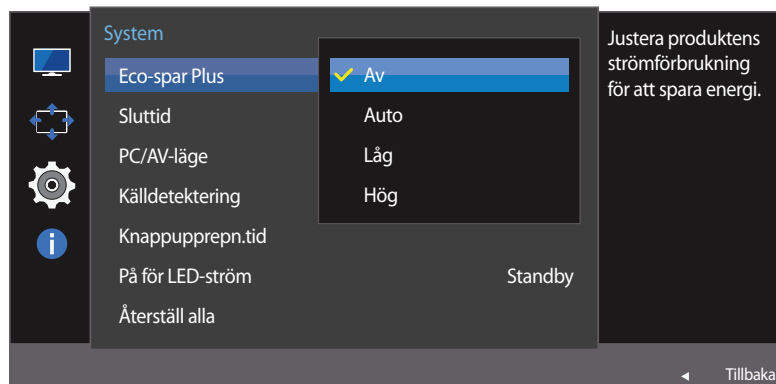 System
Eco-spar Plus
Av
Sluttid
Auto
PC/AV-läge
Låg
Källdetektering
Hög
Knappupprepn.tid
På för LED-ström
Standby
Återställ alla
Justera produktens
strömförbrukning
för att spara energi.
Tillbaka